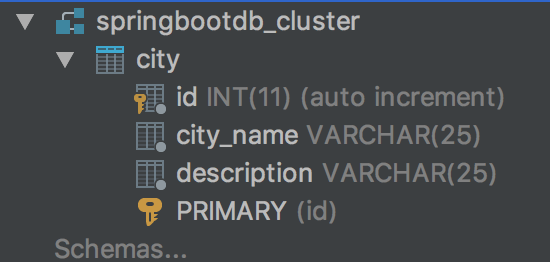 springbootdb_cluster
city
id INT(11) (auto increment)
city_name VARCHAR(25)
description VARCHAR(25)
PRIMARY (id)
Schemas...